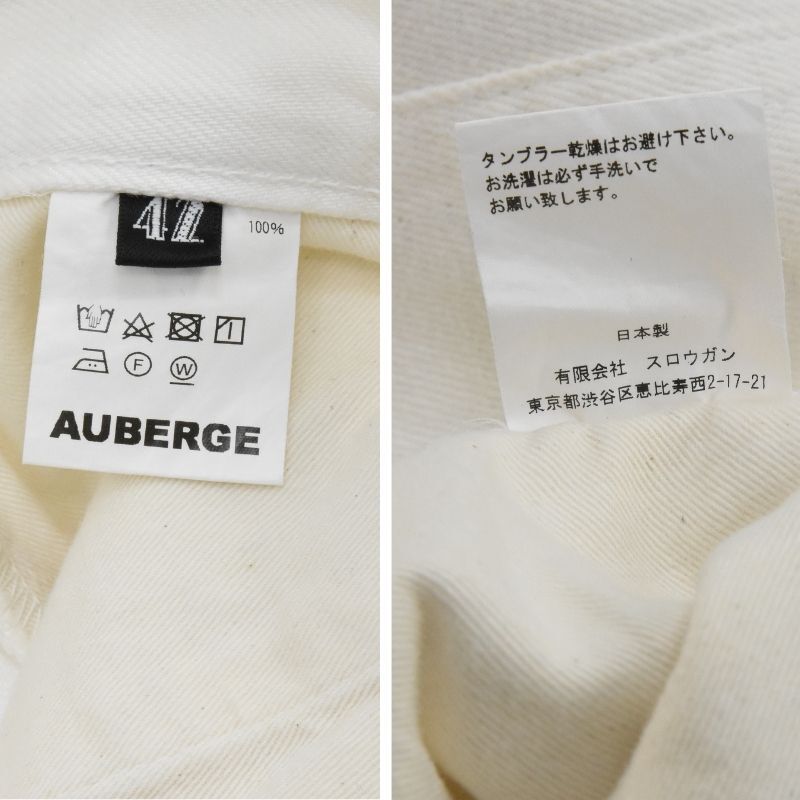 42
100%
F
W
AUBERGE
タンブラー乾燥はお避け下さい。
お洗濯は必ず手洗いで
お願い致します。
日本製
有限会社 スロウガン
東京都渋谷区恵比寿西2-17-21